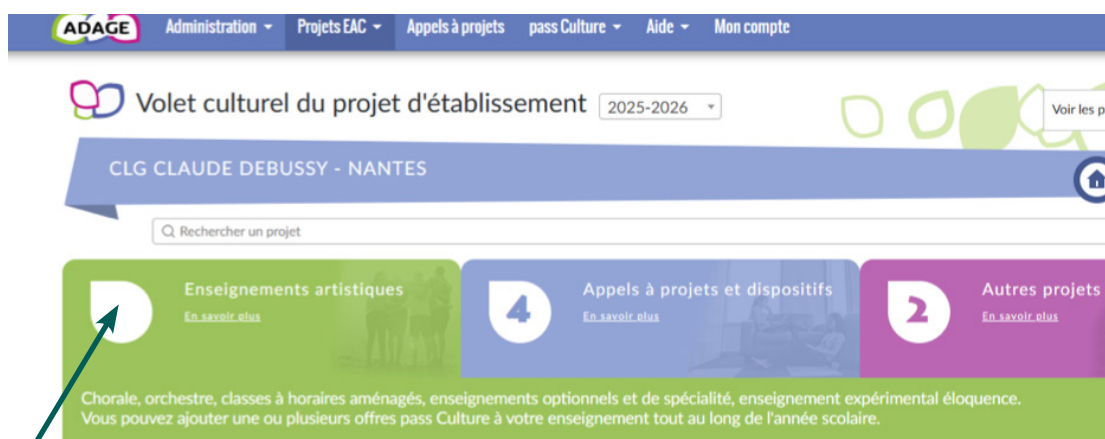 ADAGE Administration Projets EAC Appels à projets pass Culture Aide Mon compte
Volet culturel du projet d'établissement 2025-2026 Voir les p
CLG CLAUDE DEBUSSY - NANTES
Rechercher un projet
Enseignements artistiques 4 Appels à projets et dispositifs 2 Autres projets
En savoir plus En savoir plus En savoir plus
Chorale, orchestre, classes à horaires aménagés, enseignements optionnels et de spécialité, enseignement expérimental éloquence.
Vous pouvez ajouter une ou plusieurs offres pass Culture à votre enseignement tout au long de l'année scolaire.